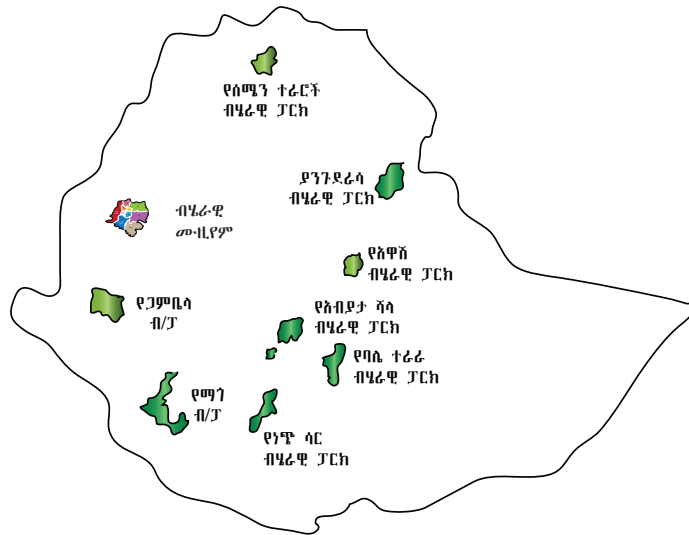 የሰሜን ተራሮች
ብሄራዊ ፓርክ
ያንጉደራሳ
ብሄራዊ ፓርክ
ብሄራዊ
ሙዚየም
የአዋሽ
ብሄራዊ ፓርክ
የጋምቤላ
ብ/ፓ
የአብያታ ሻላ
ብሄራዊ ፓርክ
የባሌ ተራራ
ብሄራዊ ፓርክ
የማጎ
ብ/ፓ
የነጭ ሳር
ብሄራዊ ፓርክ